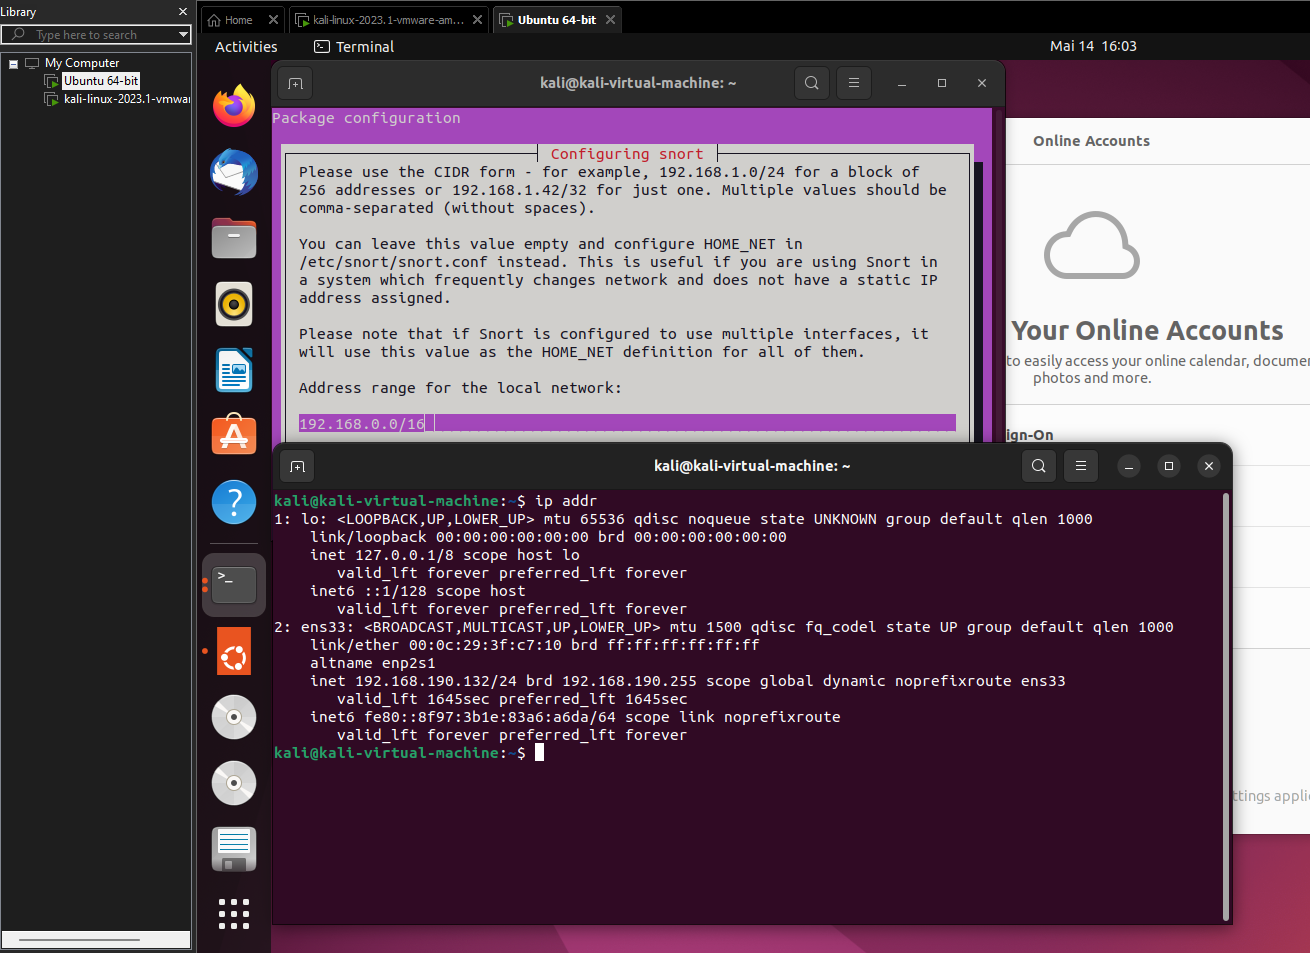 Library
Type here to search
My Computer
Ubuntu 64-bit
kali-linux-2023.1-vmwar
Home
kali-linux-2023.1-vmware-am...
Ubuntu 64-bit
Activities
Terminal
Mai 14 16:03
kali@kali-virtual-machine: ~
Package configuration
Configuring snort
Please use the CIDR form - for example, 192.168.1.0/24 for a block of
256 addresses or 192.168.1.42/32 for just one. Multiple values should be
comma-separated (without spaces).
You can leave this value empty and configure HOME_NET in
/etc/snort/snort.conf instead. This is useful if you are using Snort in
a system which frequently changes network and does not have a static IP
address assigned.
Please note that if Snort is configured to use multiple interfaces, it
will use this value as the HOME_NET definition for all of them.
Address range for the local network:
192.168.0.0/16
Online Accounts
Your Online Accounts
to easily access your online calendar, documen
photos and more.
ign-On
ttings applic
kali@kali-virtual-machine: ~
kali@kali-virtual-machine:~$ ip addr
1: lo: <LOOPBACK,UP,LOWER_UP> mtu 65536 qdisc noqueue state UNKNOWN group default qlen 1000
link/loopback 00:00:00:00:00:00 brd 00:00:00:00:00:00
inet 127.0.0.1/8 scope host lo
valid_lft forever preferred_lft forever
inet6 ::1/128 scope host
valid_lft forever preferred_lft forever
2: ens33: <BROADCAST,MULTICAST,UP,LOWER_UP> mtu 1500 qdisc fq_codel state UP group default qlen 1000
link/ether 00:0c:29:3f:c7:10 brd ff:ff:ff:ff:ff:ff
altname enp2s1
inet 192.168.190.132/24 brd 192.168.190.255 scope global dynamic noprefixroute ens33
valid_lft 1645sec preferred_lft 1645sec
inet6 fe80::8f97:3b1e:83a6:a6da/64 scope link noprefixroute
valid_lft forever preferred_lft forever
kali@kali-virtual-machine:~$